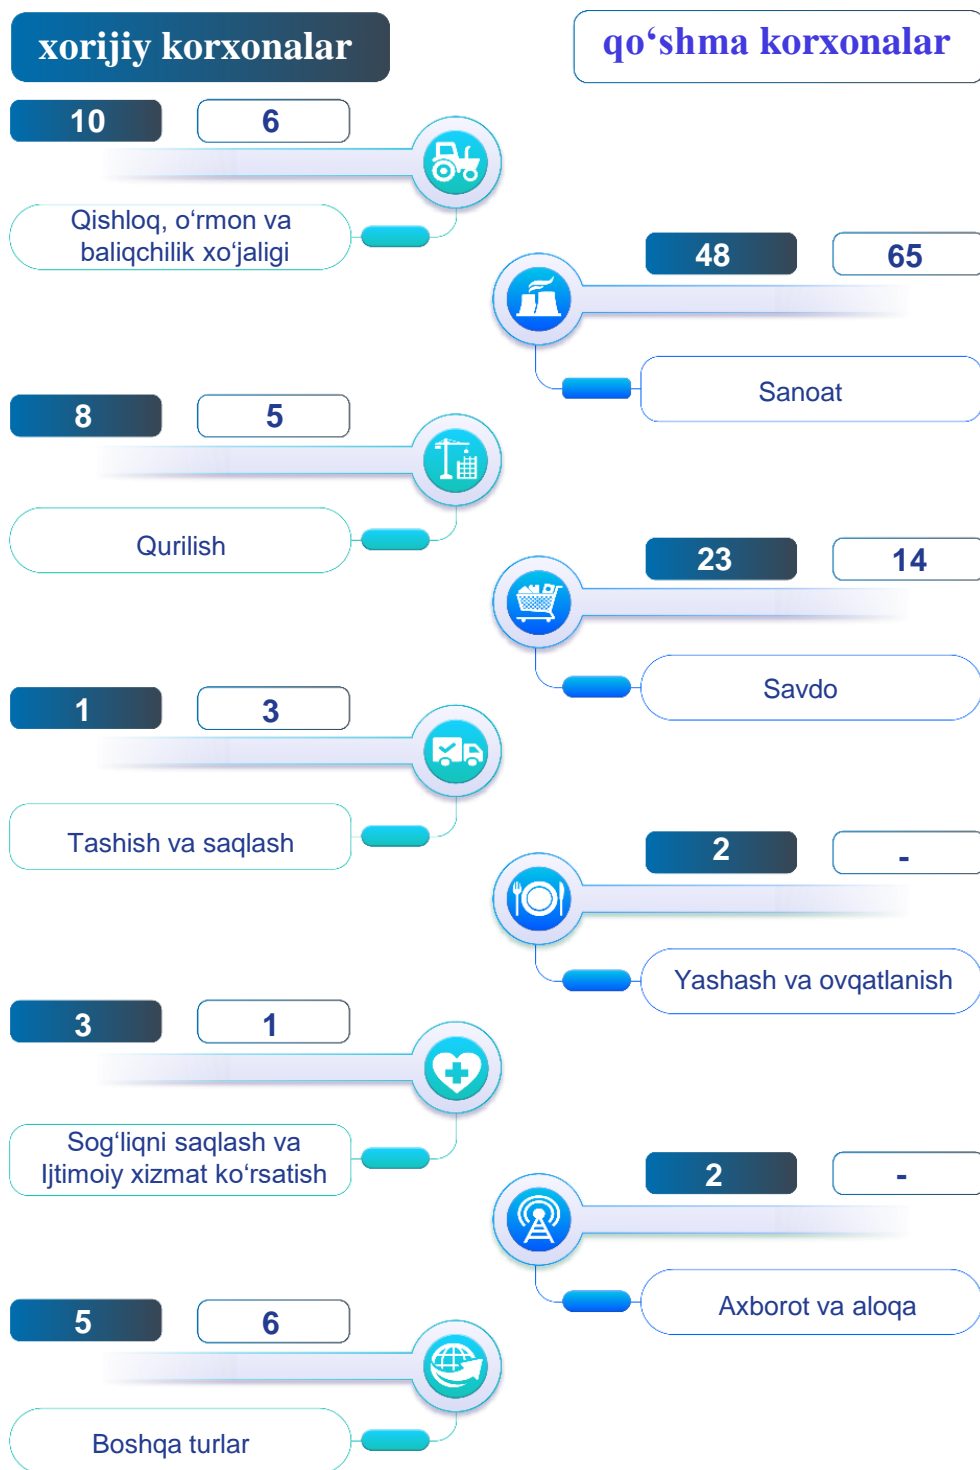 xorijiy korxonalar
qo‘shma korxonalar
10
6
Qishloq, o‘rmon va
baliqchilik xo‘jaligi
48
65
Sanoat
8
5
Qurilish
23
14
Savdo
1
3
Tashish va saqlash
2
-
Yashash va ovqatlanish
3
1
Sog‘liqni saqlash va
Ijtimoiy xizmat ko‘rsatish
2
-
Axborot va aloqa
5
6
Boshqa turlar